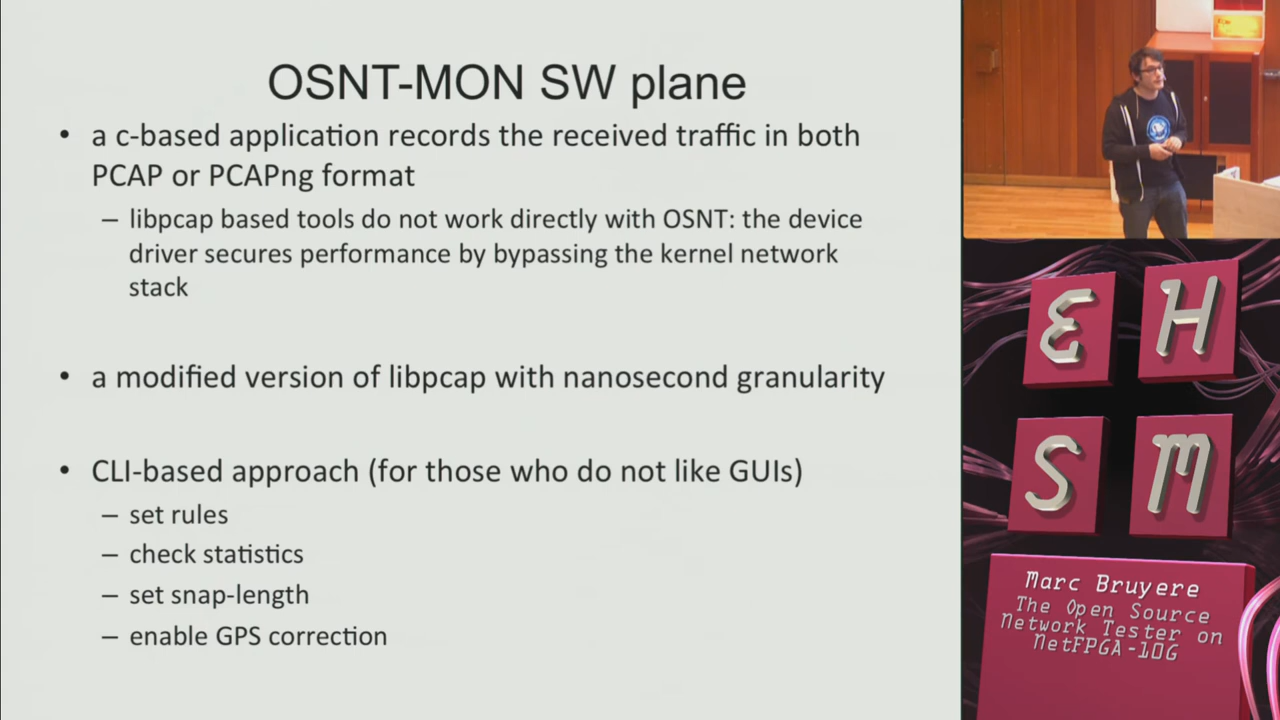 OSNT-MON SW plane
• a c-based application records the received traffic in both
PCAP or PCAPng format
– libpcap based tools do not work directly with OSNT: the device
driver secures performance by bypassing the kernel network
stack
• a modified version of libpcap with nanosecond granularity
• CLI-based approach (for those who do not like GUIs)
– set rules
– check statistics
– set snap-length
– enable GPS correction
E H
S M
Marc Bruyere
The Open Source
Network Tester on
NetFPGA-10G